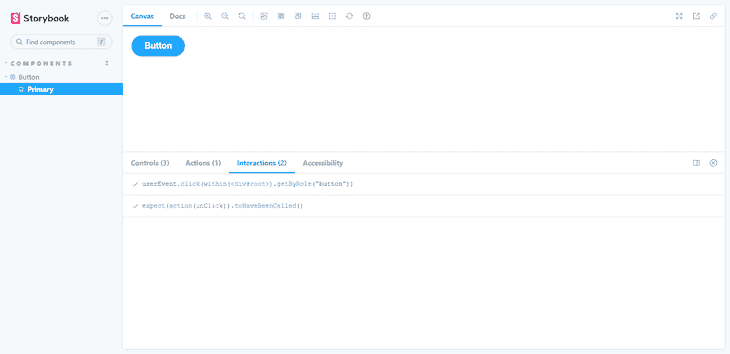 Storybook
Find components
/
COMPONENTS
Button
Primary
Canvas
Docs
Button
Controls (3)
Actions (1)
Interactions (2)
Accessibility
userEvent.click(within(<div#root>).getByRole("button"))
expect(action(onClick)).toHaveBeenCalled()